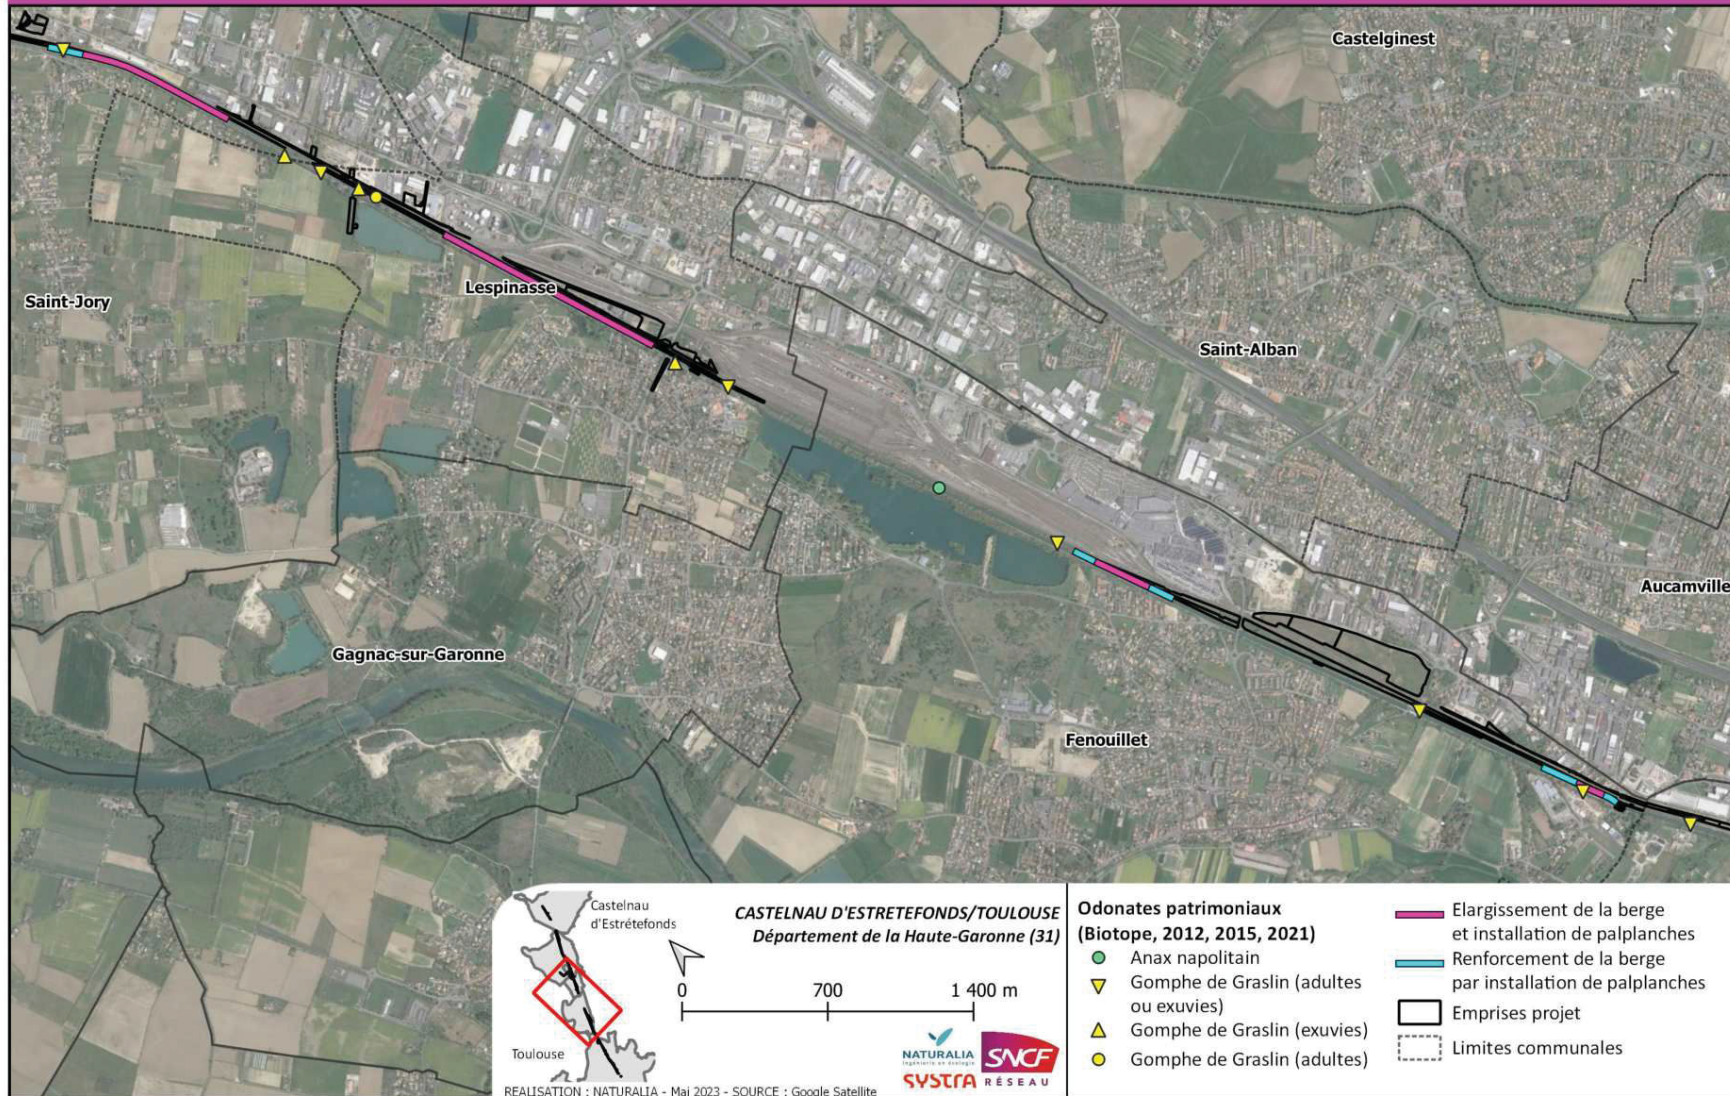 Castelginest
Saint-Jory
Lespinasse
Saint-Alban
Aucamville
Gagnac-sur-Garonne
Fenouillet
Castelnau
d'Estrétefonds
Toulouse
CASTELNAU D'ESTRETEFONDS/TOULOUSE
Département de la Haute-Garonne (31)
0 700 1 400 m
NATURALIA
Ingénierie en écologie
SYSTRA
SNCF
RÉSEAU
REALISATION : NATURALIA - Mai 2023 - SOURCE : Google Satellite
Odonates patrimoniaux
(Biotope, 2012, 2015, 2021)
Anax napolitain
Gomphe de Graslin (adultes
ou exuvies)
Gomphe de Graslin (exuvies)
Gomphe de Graslin (adultes)
Elargissement de la berge
et installation de palplanches
Renforcement de la berge
par installation de palplanches
Emprises projet
Limites communales